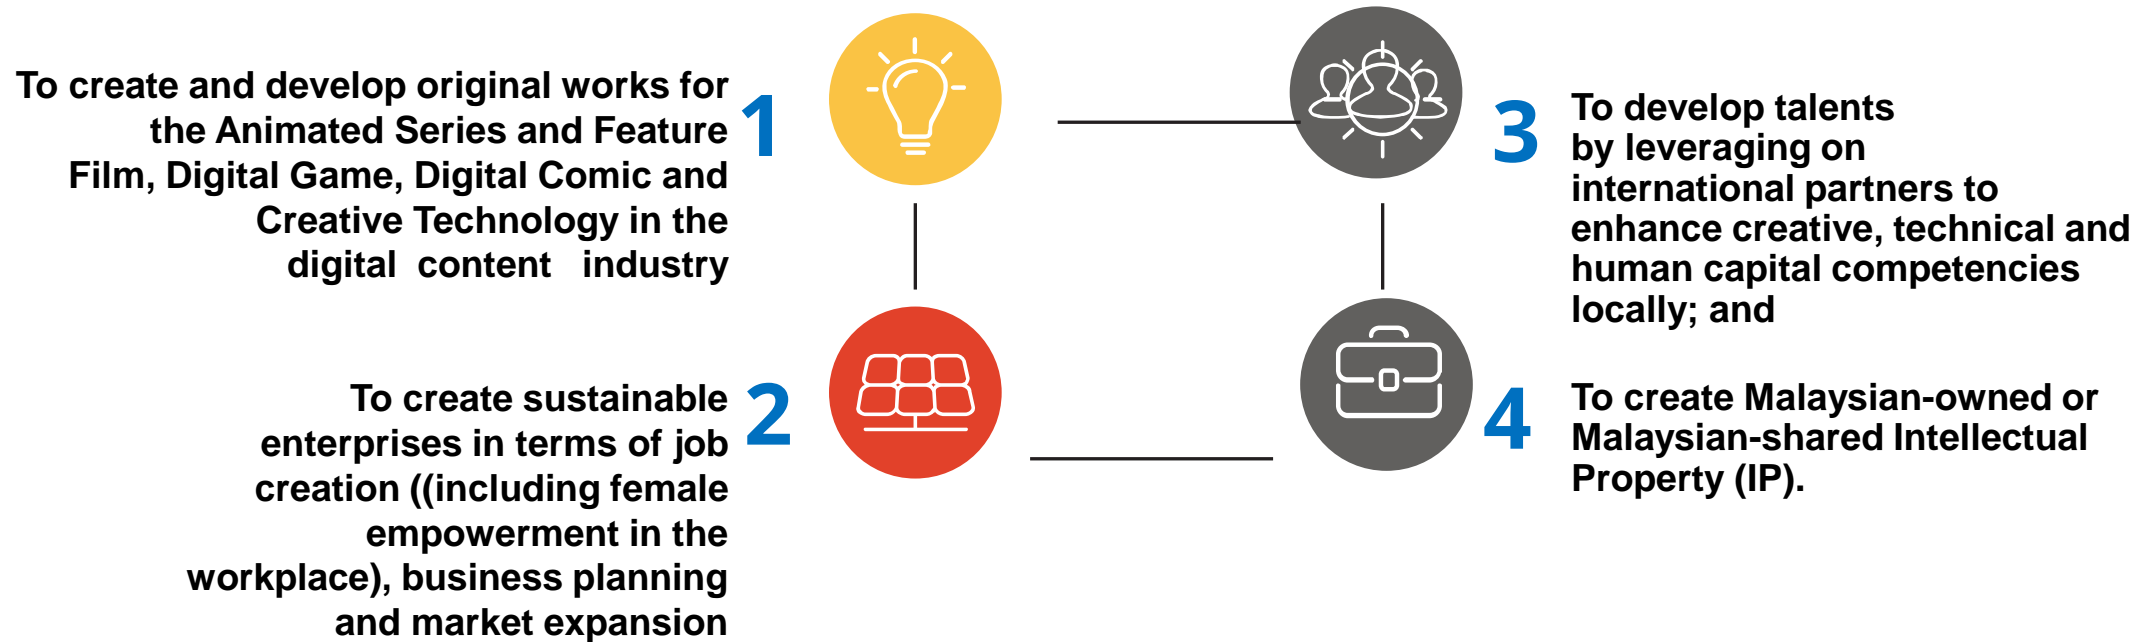 1
To create and develop original works for
the Animated Series and Feature
Film, Digital Game, Digital Comic and
Creative Technology in the
digital content industry
2
To create sustainable
enterprises in terms of job
creation ((including female
empowerment in the
workplace), business planning
and market expansion
3
To develop talents
by leveraging on
international partners to
enhance creative, technical and
human capital competencies
locally; and
4
To create Malaysian-owned or
Malaysian-shared Intellectual
Property (IP).